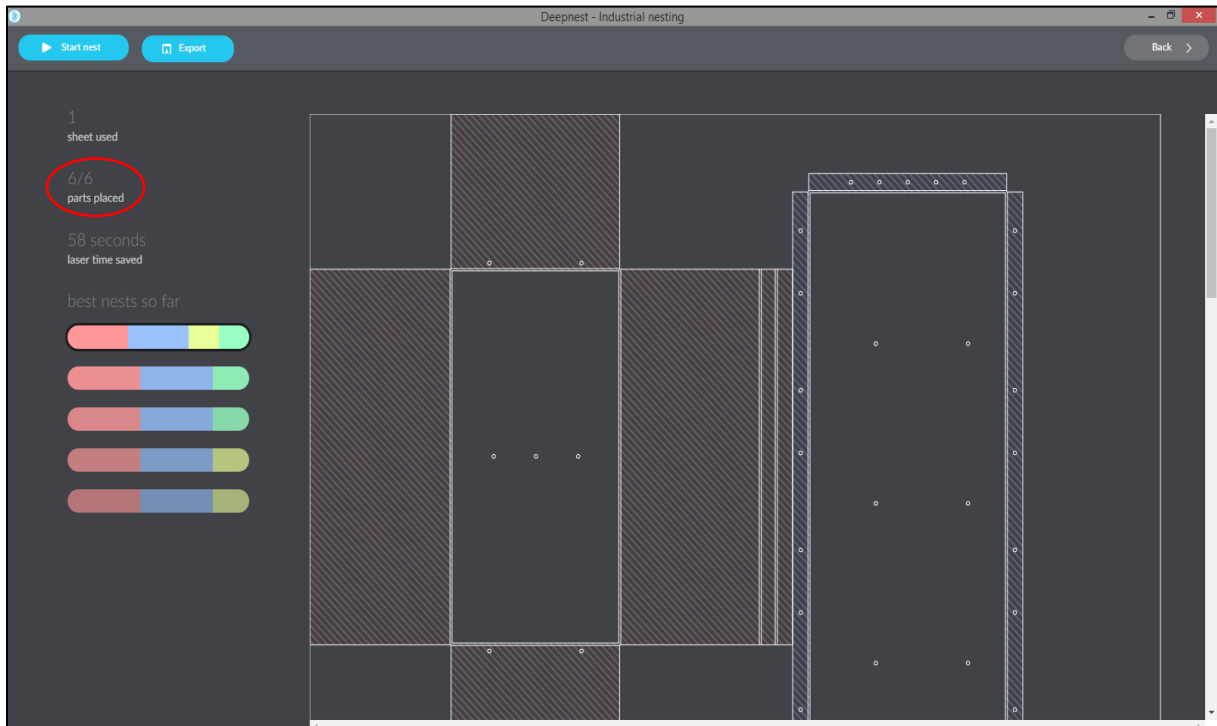 Deepnest - Industrial nesting
Start nest
Export
Back
1
sheet used
6/6
parts placed
58 seconds
laser time saved
best nests so far